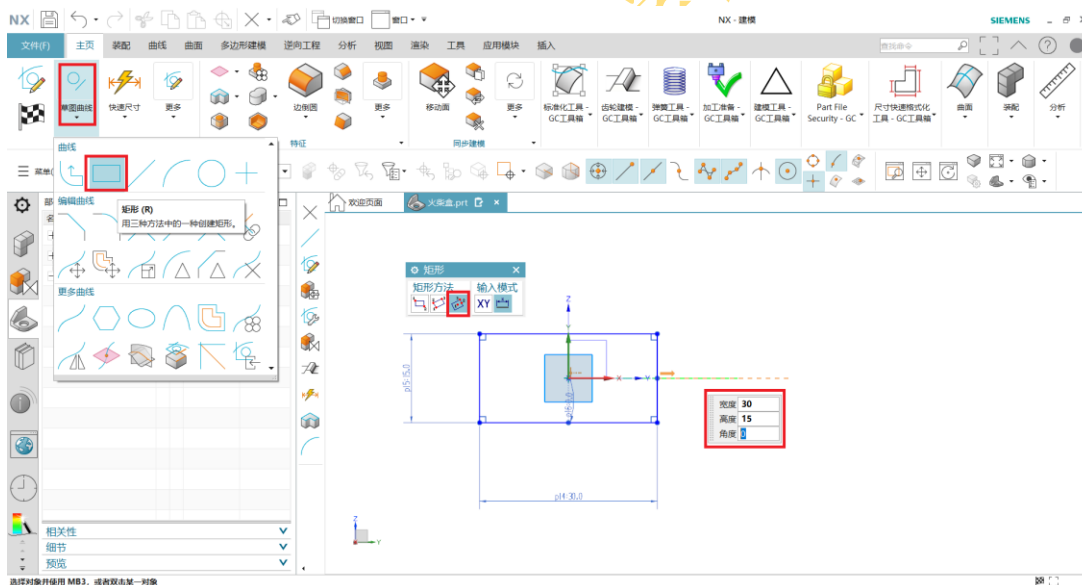 NX
切换窗口
窗口
NX - 建模
SIEMENS
文件(F)
主页
装配
曲线
曲面
多边形建模
逆向工程
分析
视图
渲染
工具
应用模块
插入
查找命令
草图曲线
快速尺寸
更多
边倒圆
更多
移动面
更多
标准化工具 - GC工具箱
齿轮建模 - GC工具箱
弹簧工具 - GC工具箱
加工准备 - GC工具箱
建模工具 - GC工具箱
Part File Security - GC
尺寸快速格式化工具 - GC工具箱
曲面
装配
分析
特征
同步建模
曲线
编辑曲线
矩形 (R)
用三种方法中的一种创建矩形。
更多曲线
欢迎页面
火柴盒.prt
矩形
矩形方法
输入模式
XY
Z
Y
X
Y
p15:15.0
宽度 30
高度 15
角度 0
p14:30.0
Z
Y
相关性
细节
预览
选择对象并使用 MB3，或者双击某一对象